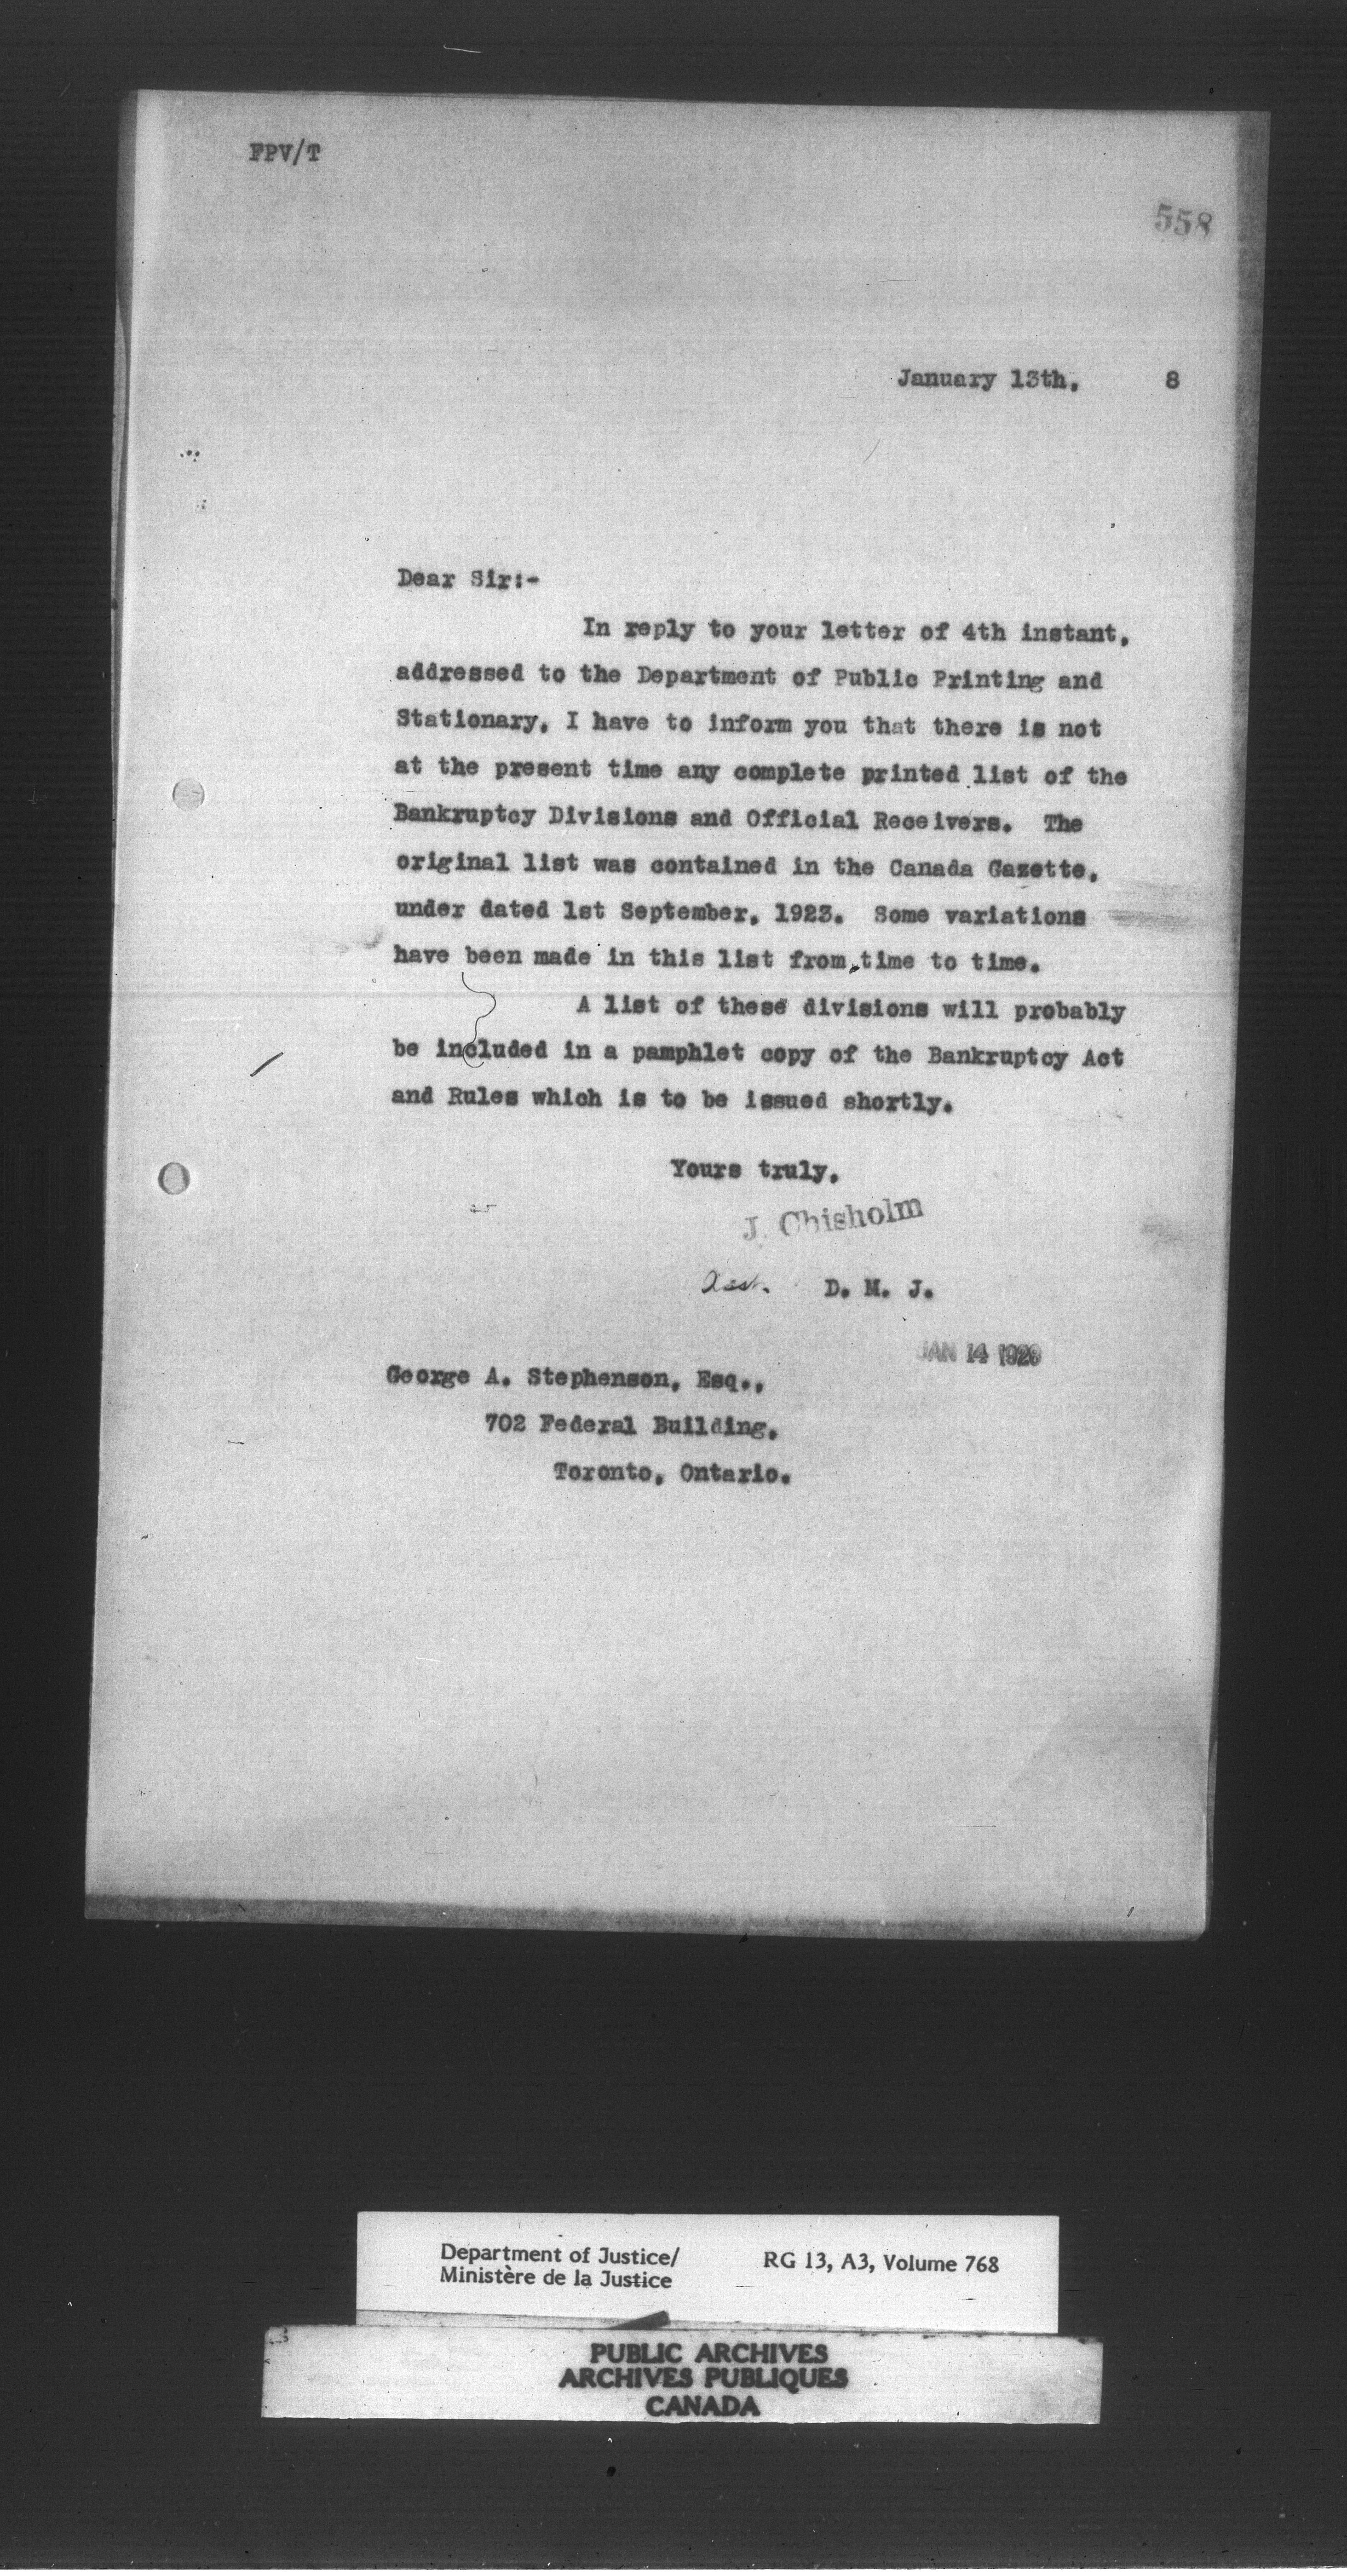 FPV/T
558
January 13th, 8
Dear Sir:-
In reply to your letter of 4th instant,
addressed to the Department of Public Printing and
Stationary, I have to inform you that there is not
at the present time any complete printed list of the
Bankruptcy Divisions and Official Receivers. The
original list was contained in the Canada Gazette,
under dated 1st September, 1923. Some variations
have been made in this list from time to time.
A list of these divisions will probably
be included in a pamphlet copy of the Bankruptcy Act
and Rules which is to be issued shortly.
Yours truly,
J. Chisholm
Asst. D. M. J.
JAN 14
George A. Stephenson, Esq.,
702 Federal Building,
Toronto, Ontario.
Department of Justice/ RG 13, A3, Volume 768
Ministère de la Justice
PUBLIC ARCHIVES
ARCHIVES PUBLIQUES
CANADA